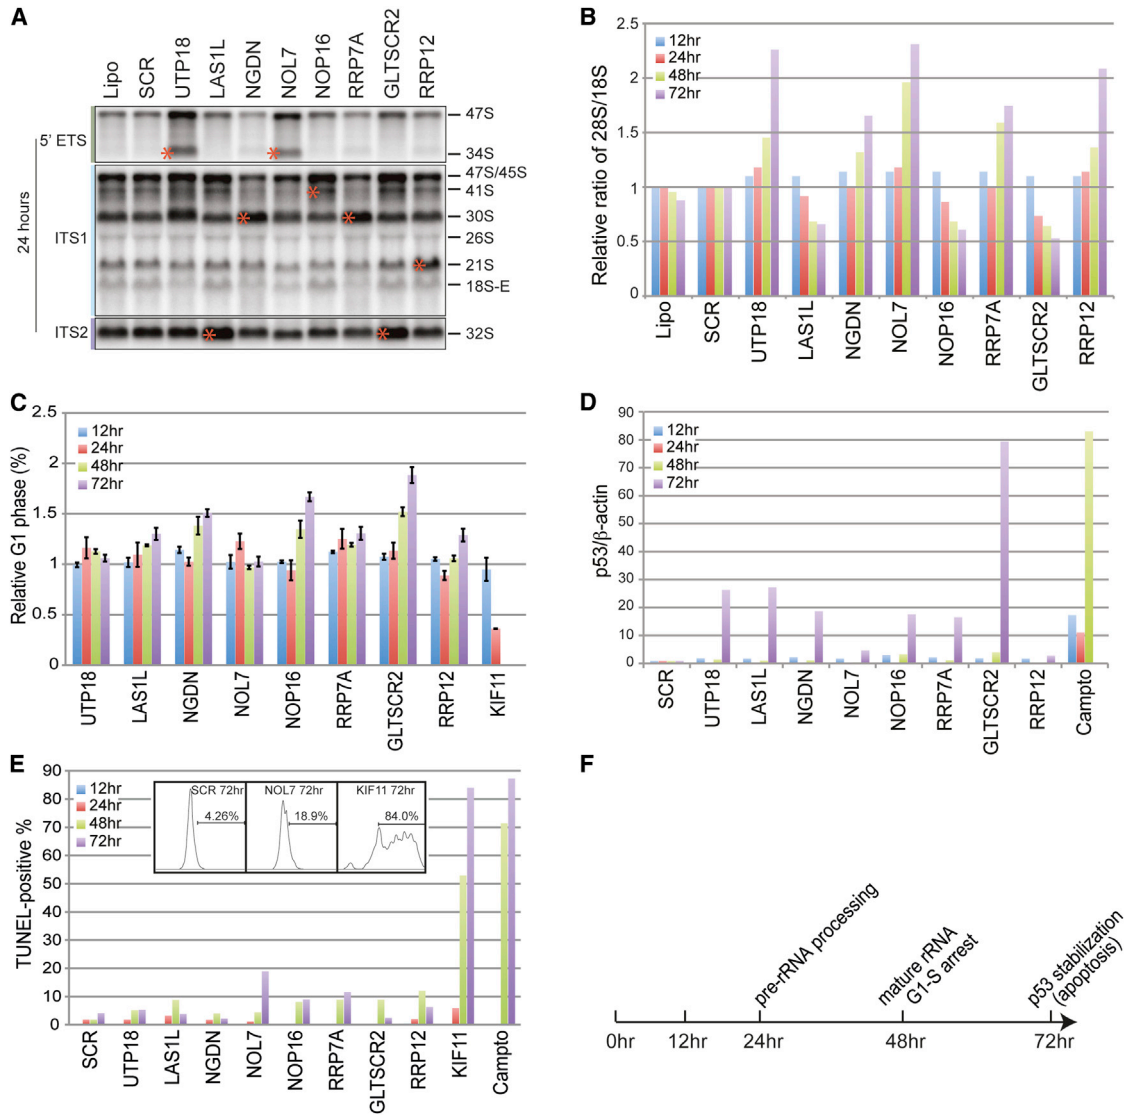 A
Lipo
SCR
UTP18
LAS1L
NGDN
NOL7
NOP16
RRP7A
GLTSCR2
RRP12
24 hours
5' ETS
47S
34S
ITS1
47S/45S
41S
30S
26S
21S
18S-E
ITS2
32S
*
*
*
*
*
*
*
*
B
Relative ratio of 28S/18S
2.5
2
1.5
1
0.5
0
12hr
24hr
48hr
72hr
Lipo
SCR
UTP18
LAS1L
NGDN
NOL7
NOP16
RRP7A
GLTSCR2
RRP12
C
Relative G1 phase (%)
2.5
2
1.5
1
0.5
0
12hr
24hr
48hr
72hr
UTP18
LAS1L
NGDN
NOL7
NOP16
RRP7A
GLTSCR2
RRP12
KIF11
D
p53/β-actin
90
80
70
60
50
40
30
20
10
0
12hr
24hr
48hr
72hr
SCR
UTP18
LAS1L
NGDN
NOL7
NOP16
RRP7A
GLTSCR2
RRP12
Campto
E
TUNEL-positive %
90
80
70
60
50
40
30
20
10
0
12hr
24hr
48hr
72hr
SCR 72hr
4.26%
NOL7 72hr
18.9%
KIF11 72hr
84.0%
SCR
UTP18
LAS1L
NGDN
NOL7
NOP16
RRP7A
GLTSCR2
RRP12
KIF11
Campto
F
pre-rRNA processing
mature rRNA
G1-S arrest
p53 stabilization
(apoptosis)
0hr
12hr
24hr
48hr
72hr